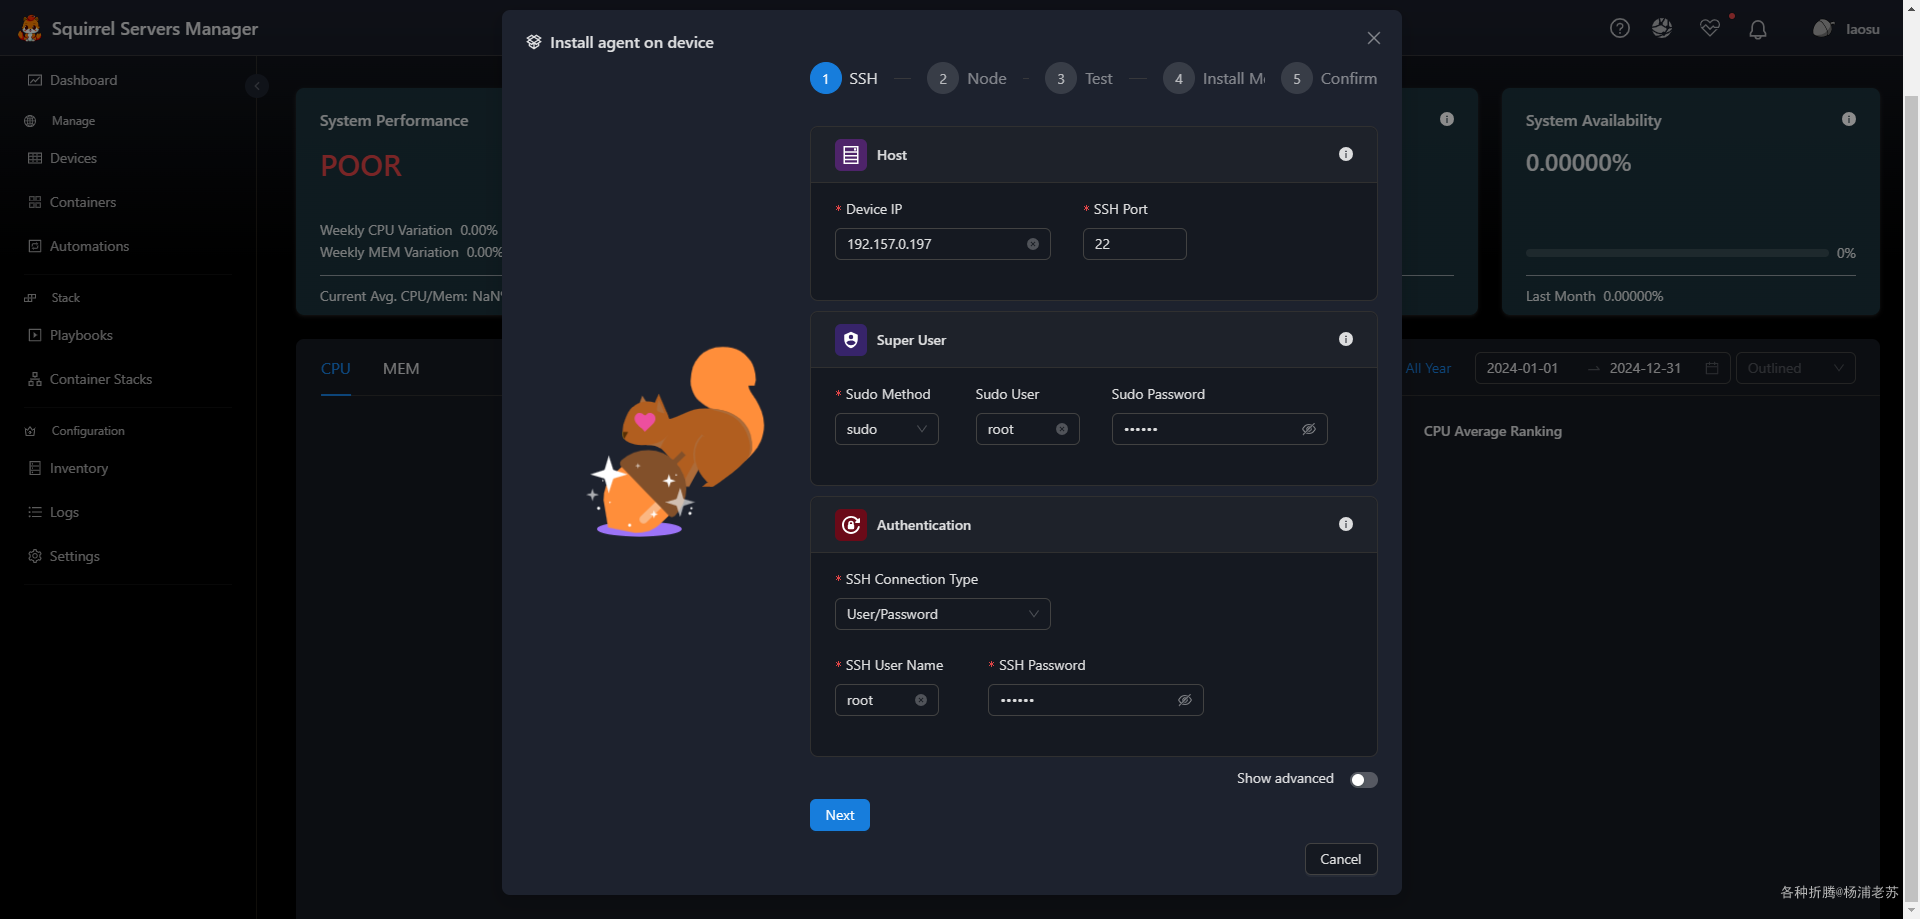 Squirrel Servers Manager
laosu
Dashboard
Manage
Devices
Containers
Automations
Stack
Playbooks
Container Stacks
Configuration
Inventory
Logs
Settings
System Performance
POOR
Weekly CPU Variation 0.00%
Weekly MEM Variation 0.00%
Current Avg. CPU/Mem: NaN
CPU
MEM
Install agent on device
1 SSH
2 Node
3 Test
4 Install M
5 Confirm
Host
* Device IP
* SSH Port
192.157.0.197
22
Super User
* Sudo Method
Sudo User
Sudo Password
sudo
root
••••••
Authentication
* SSH Connection Type
User/Password
* SSH User Name
* SSH Password
root
••••••
Show advanced
Next
Cancel
System Availability
0.00000%
0%
Last Month 0.00000%
All Year
2024-01-01
2024-12-31
Outlined
CPU Average Ranking
各种折腾@杨浦老苏